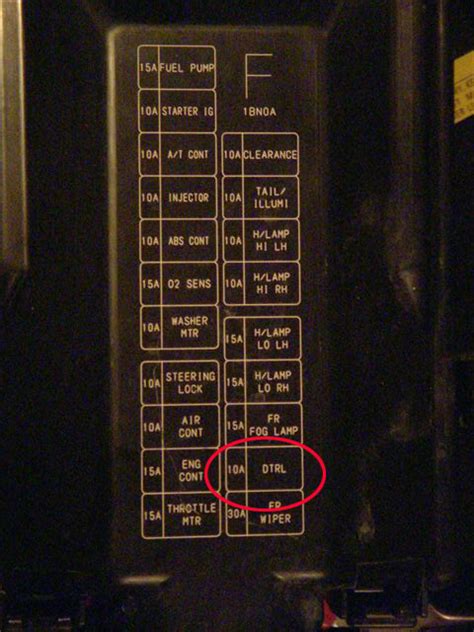 15A FUEL PUMP
F
10A STARTER IG
1BN0A
10A A/T CONT
10A CLEARANCE
10A INJECTOR
10A TAIL/
ILLUMI
10A ABS CONT
10A H/LAMP
HI LH
15A O2 SENS
10A H/LAMP
HI RH
10A WASHER
MTR
15A H/LAMP
LO LH
10A STEERING
LOCK
15A H/LAMP
LO RH
10A AIR
CONT
15A FR
FOG LAMP
15A ENG
CONT
10A DTRL
15A THROTTLE
MTR
30A FR
WIPER